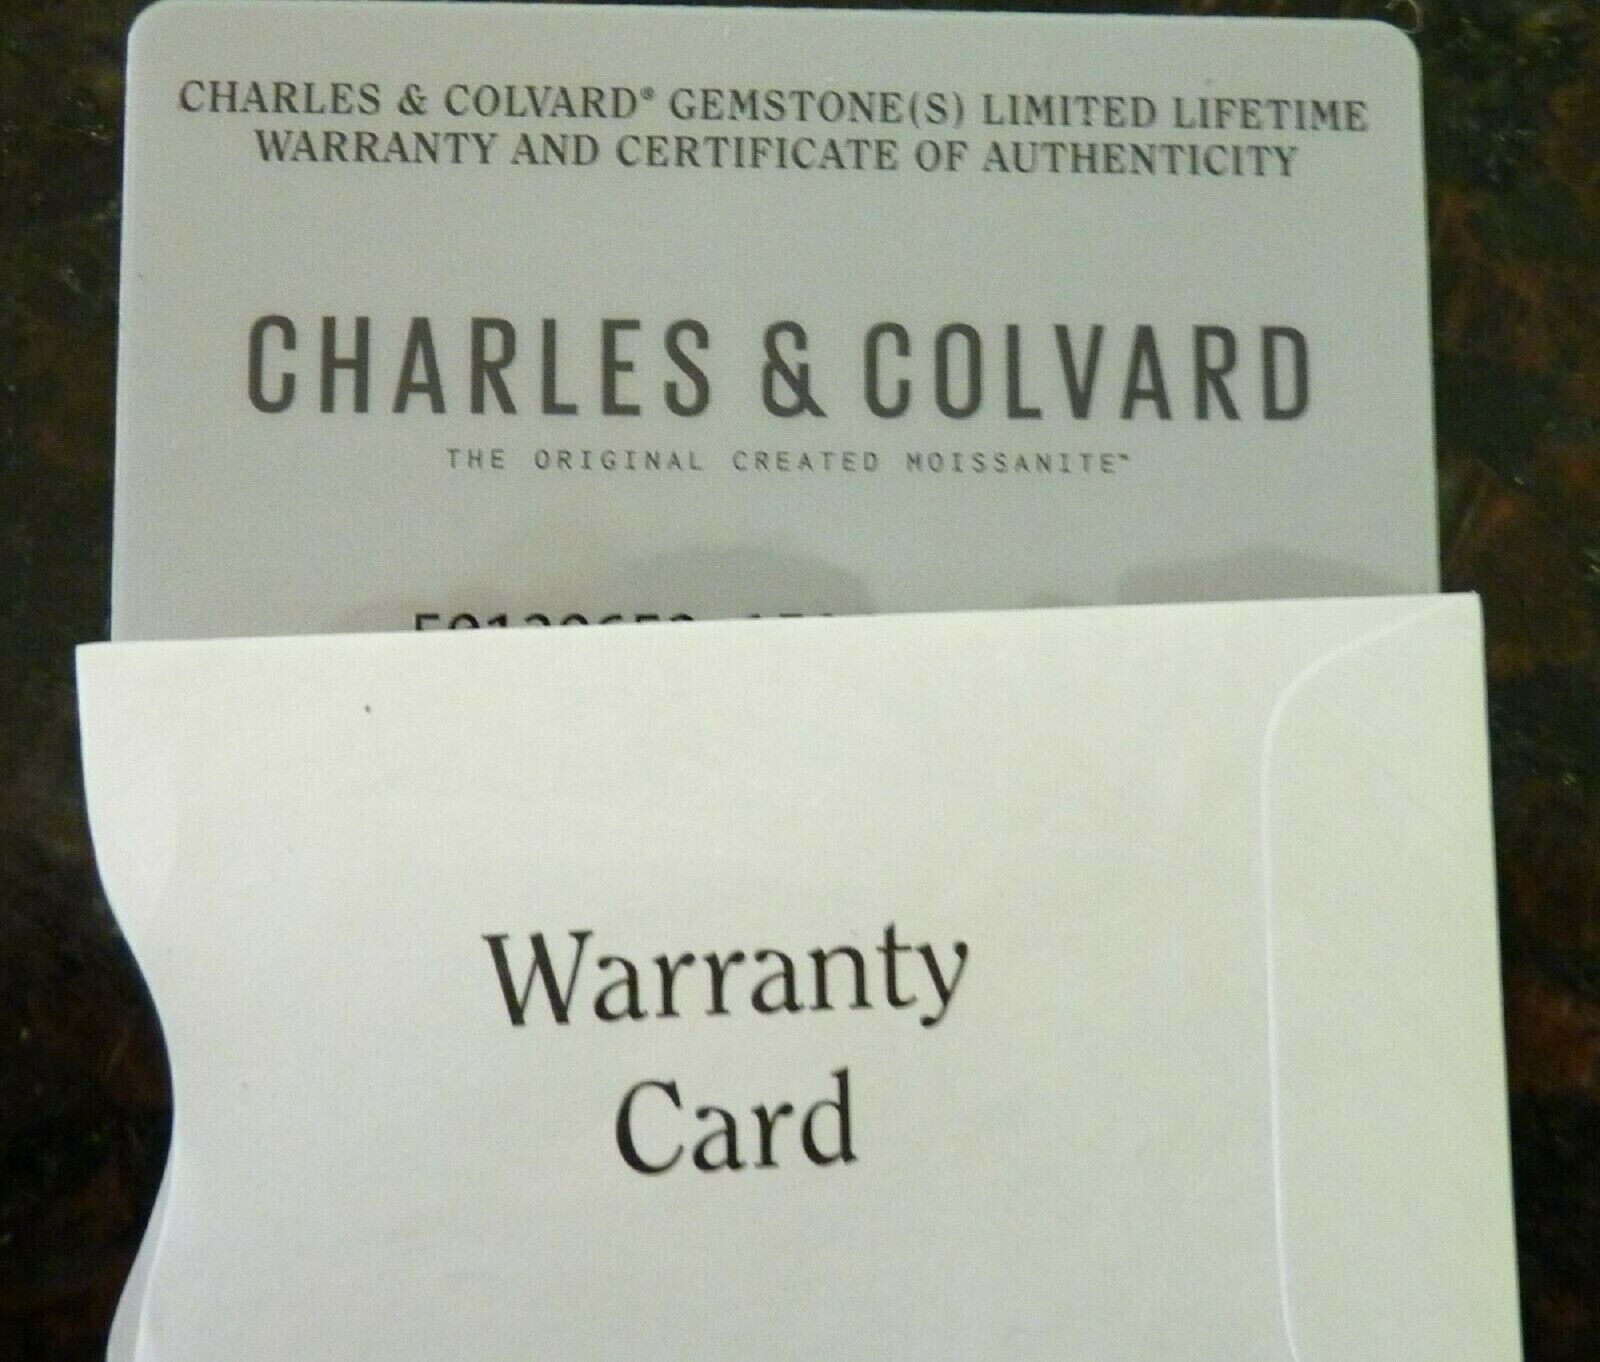 CHARLES & COLVARD® GEMSTONE(S) LIMITED LIFETIME
WARRANTY AND CERTIFICATE OF AUTHENTICITY
CHARLES & COLVARD
THE ORIGINAL CREATED MOISSANITE™
Warranty
Card